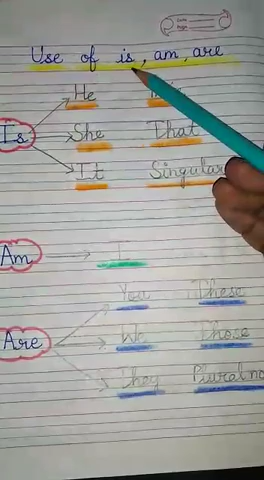 Use of is, am, are
He
Is She That
It Singular
Am I
You These
Are We Those
They Plural no